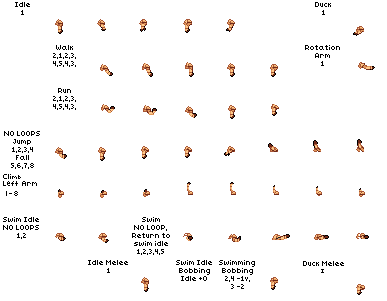 Idle
1
Duck
1
Walk
2,1,2,3,
4,5,4,3,
Rotation
Arm
1
Run
2,1,2,3,
4,5,4,3,
NO LOOPS
Jump
1,2,3,4
Fall
5,6,7,8
Climb
Left Arm
1-8
Swim Idle
NO LOOPS
1,2
Swim
NO LOOP,
Return to
swim idle
1,2,3,4,5
Swim Idle
Bobbing
Idle +0
Swimming
Bobbing
2,4 -1v,
3 -2
Idle Melee
1
Duck Melee
1